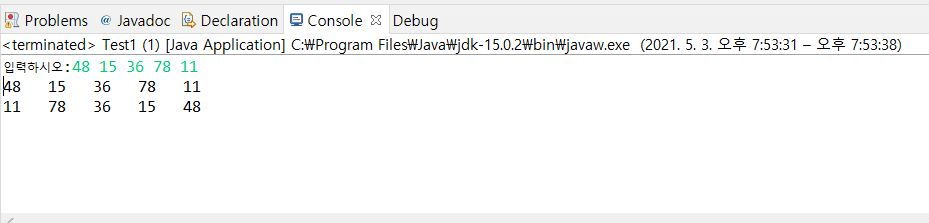 Problems @ Javadoc Declaration Console Debug
<terminated> Test1 (1) [Java Application] C:₩Program Files₩Java₩jdk-15.0.2₩bin₩javaw.exe (2021. 5. 3. 오후 7:53:31 – 오후 7:53:38)
입력하시오:48 15 36 78 11
48 15 36 78 11
11 78 36 15 48